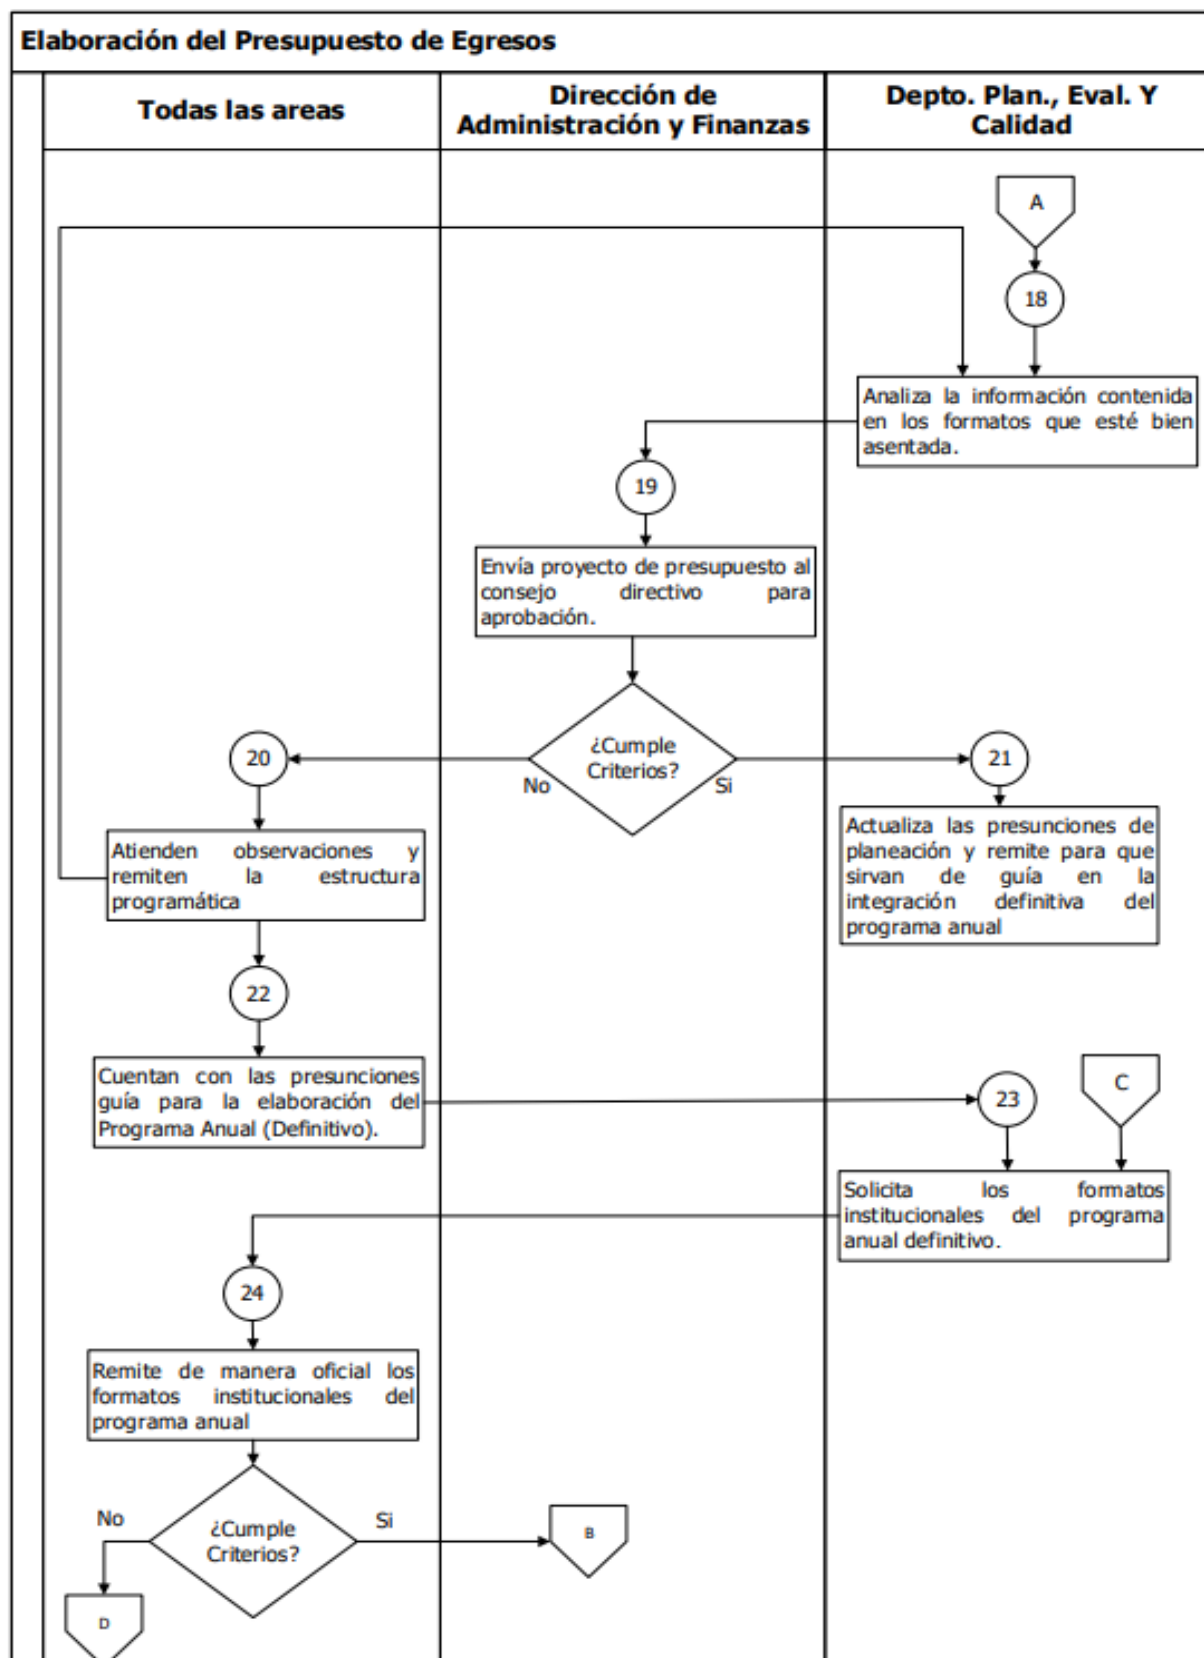 Elaboración del Presupuesto de Egresos
Todas las areas
Dirección de
Administración y Finanzas
Depto. Plan., Eval. Y
Calidad
A
18
Analiza la información contenida
en los formatos que esté bien
asentada.
19
Envía proyecto de presupuesto al
consejo directivo para
aprobación.
¿Cumple
Criterios?
No
Si
20
21
Atienden observaciones y
remiten la estructura
programática
Actualiza las presunciones de
planeación y remite para que
sirvan de guía en la
integración definitiva del
programa anual
22
Cuentan con las presunciones
guía para la elaboración del
Programa Anual (Definitivo).
23
C
Solicita los formatos
institucionales del programa
anual definitivo.
24
Remite de manera oficial los
formatos institucionales del
programa anual
No
¿Cumple
Criterios?
Si
B
D